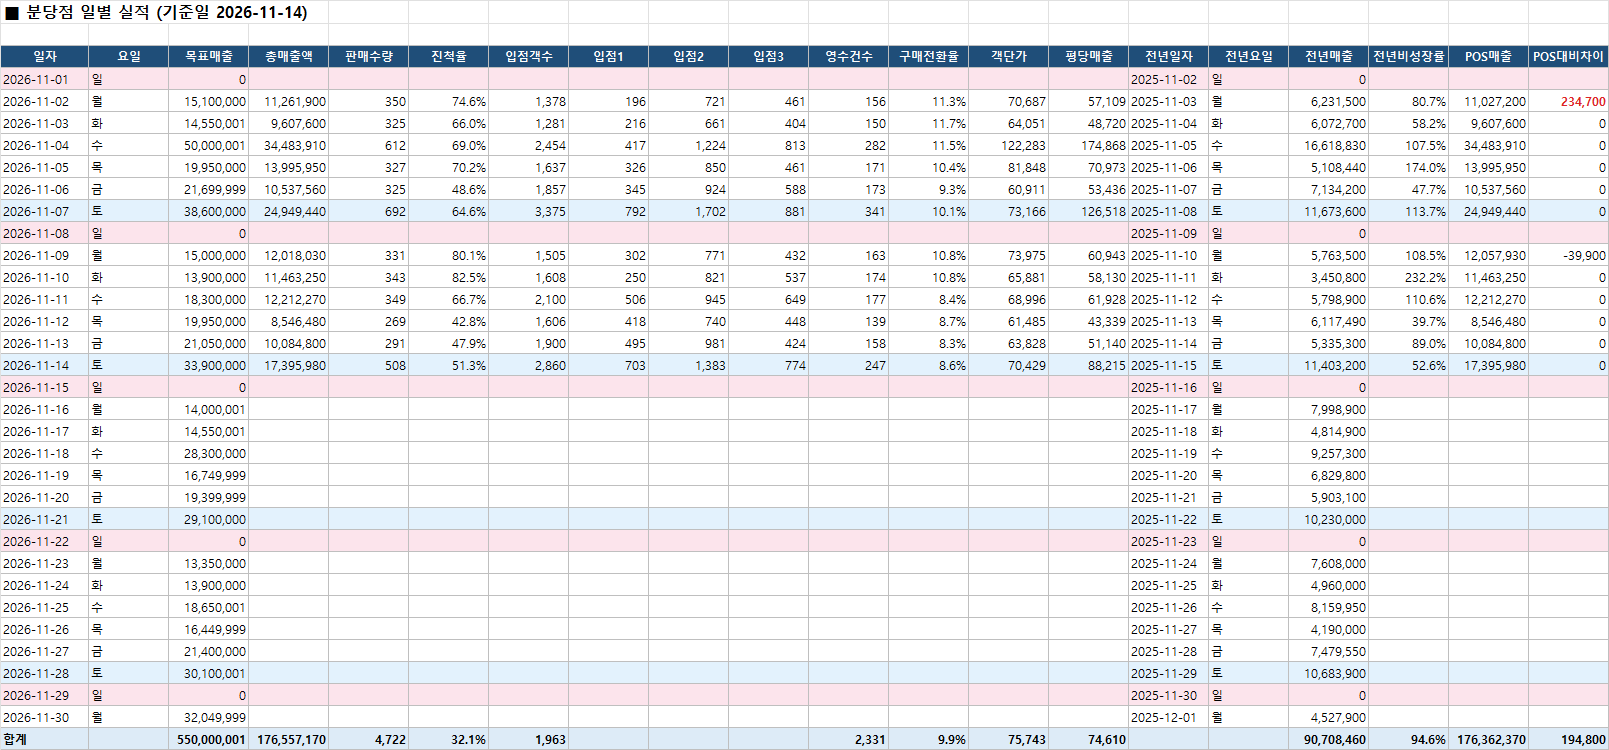 ■ 분당점 일별 실적 (기준일 2026-11-14)
일자 요일 목표매출 총매출액 판매수량 진척율 입점객수 입점1 입점2 입점3 영수건수 구매전환율 객단가 평당매출 전년일자 전년요일 전년매출 전년비성장률 POS매출 POS대비차이
2026-11-01 일 0 2025-11-02 일 0
2026-11-02 월 15,100,000 11,261,900 350 74.6% 1,378 196 721 461 156 11.3% 70,687 57,109 2025-11-03 월 6,231,500 80.7% 11,027,200 234,700
2026-11-03 화 14,550,001 9,607,600 325 66.0% 1,281 216 661 404 150 11.7% 64,051 48,720 2025-11-04 화 6,072,700 58.2% 9,607,600 0
2026-11-04 수 50,000,001 34,483,910 612 69.0% 2,454 417 1,224 813 282 11.5% 122,283 174,868 2025-11-05 수 16,618,830 107.5% 34,483,910 0
2026-11-05 목 19,950,000 13,995,950 327 70.2% 1,637 326 850 461 171 10.4% 81,848 70,973 2025-11-06 목 5,108,440 174.0% 13,995,950 0
2026-11-06 금 21,699,999 10,537,560 325 48.6% 1,857 345 924 588 173 9.3% 60,911 53,436 2025-11-07 금 7,134,200 47.7% 10,537,560 0
2026-11-07 토 38,600,000 24,949,440 692 64.6% 3,375 792 1,702 881 341 10.1% 73,166 126,518 2025-11-08 토 11,673,600 113.7% 24,949,440 0
2026-11-08 일 0 2025-11-09 일 0
2026-11-09 월 15,000,000 12,018,030 331 80.1% 1,505 302 771 432 163 10.8% 73,975 60,943 2025-11-10 월 5,763,500 108.5% 12,057,930 -39,900
2026-11-10 화 13,900,000 11,463,250 343 82.5% 1,608 250 821 537 174 10.8% 65,881 58,130 2025-11-11 화 3,450,800 232.2% 11,463,250 0
2026-11-11 수 18,300,000 12,212,270 349 66.7% 2,100 506 945 649 177 8.4% 68,996 61,928 2025-11-12 수 5,798,900 110.6% 12,212,270 0
2026-11-12 목 19,950,000 8,546,480 269 42.8% 1,606 418 740 448 139 8.7% 61,485 43,339 2025-11-13 목 6,117,490 39.7% 8,546,480 0
2026-11-13 금 21,050,000 10,084,800 291 47.9% 1,900 495 981 424 158 8.3% 63,828 51,140 2025-11-14 금 5,335,300 89.0% 10,084,800 0
2026-11-14 토 33,900,000 17,395,980 508 51.3% 2,860 703 1,383 774 247 8.6% 70,429 88,215 2025-11-15 토 11,403,200 52.6% 17,395,980 0
2026-11-15 일 0 2025-11-16 일 0
2026-11-16 월 14,000,001 2025-11-17 월 7,998,900
2026-11-17 화 14,550,001 2025-11-18 화 4,814,900
2026-11-18 수 28,300,000 2025-11-19 수 9,257,300
2026-11-19 목 16,749,999 2025-11-20 목 6,829,800
2026-11-20 금 19,399,999 2025-11-21 금 5,903,100
2026-11-21 토 29,100,000 2025-11-22 토 10,230,000
2026-11-22 일 0 2025-11-23 일 0
2026-11-23 월 13,350,000 2025-11-24 월 7,608,000
2026-11-24 화 13,900,000 2025-11-25 화 4,960,000
2026-11-25 수 18,650,001 2025-11-26 수 8,159,950
2026-11-26 목 16,449,999 2025-11-27 목 4,190,000
2026-11-27 금 21,400,000 2025-11-28 금 7,479,550
2026-11-28 토 30,100,001 2025-11-29 토 10,683,900
2026-11-29 일 0 2025-11-30 일 0
2026-11-30 월 32,049,999 2025-12-01 월 4,527,900
합계 550,000,001 176,557,170 4,722 32.1% 1,963 2,331 9.9% 75,743 74,610 90,708,460 94.6% 176,362,370 194,800